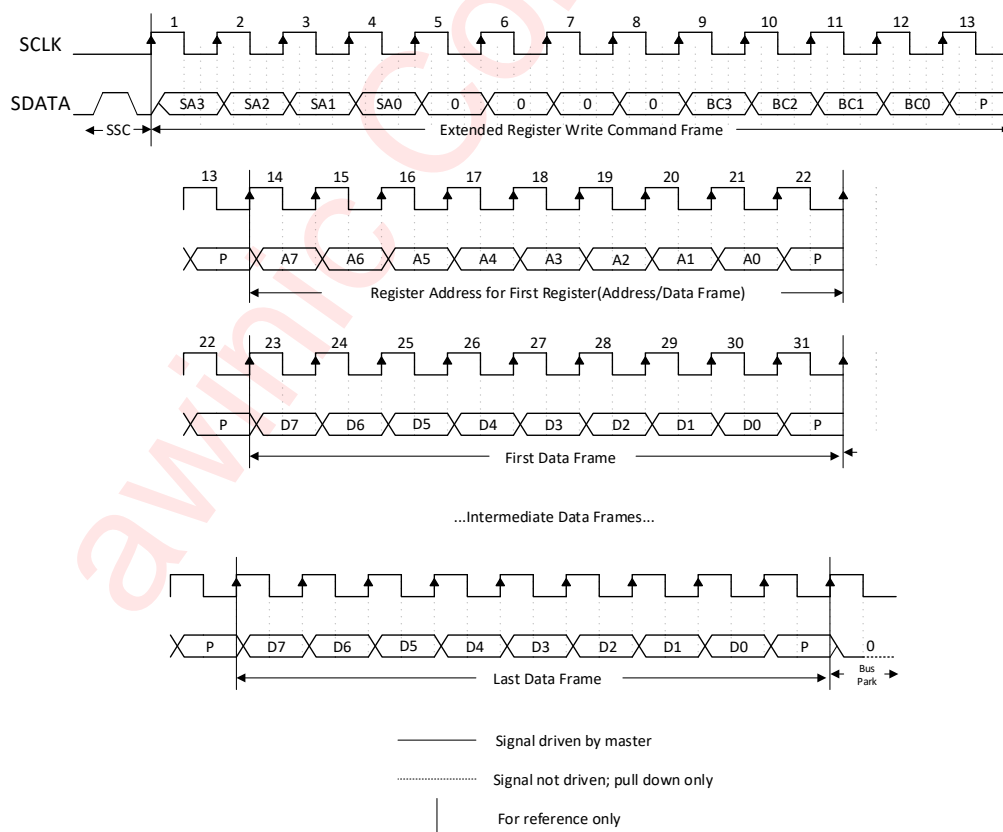 1 2 3 4 5 6 7 8 9 10 11 12 13
SCLK
SDATA SA3 SA2 SA1 SA0 0 0 0 0 BC3 BC2 BC1 BC0 P
SSC Extended Register Write Command Frame
13 14 15 16 17 18 19 20 21 22
P A7 A6 A5 A4 A3 A2 A1 A0 P
Register Address for First Register(Address/Data Frame)
22 23 24 25 26 27 28 29 30 31
P D7 D6 D5 D4 D3 D2 D1 D0 P
First Data Frame
...Intermediate Data Frames...
P D7 D6 D5 D4 D3 D2 D1 D0 P 0
Last Data Frame Bus
Park
Signal driven by master
Signal not driven; pull down only
For reference only
awinic Co